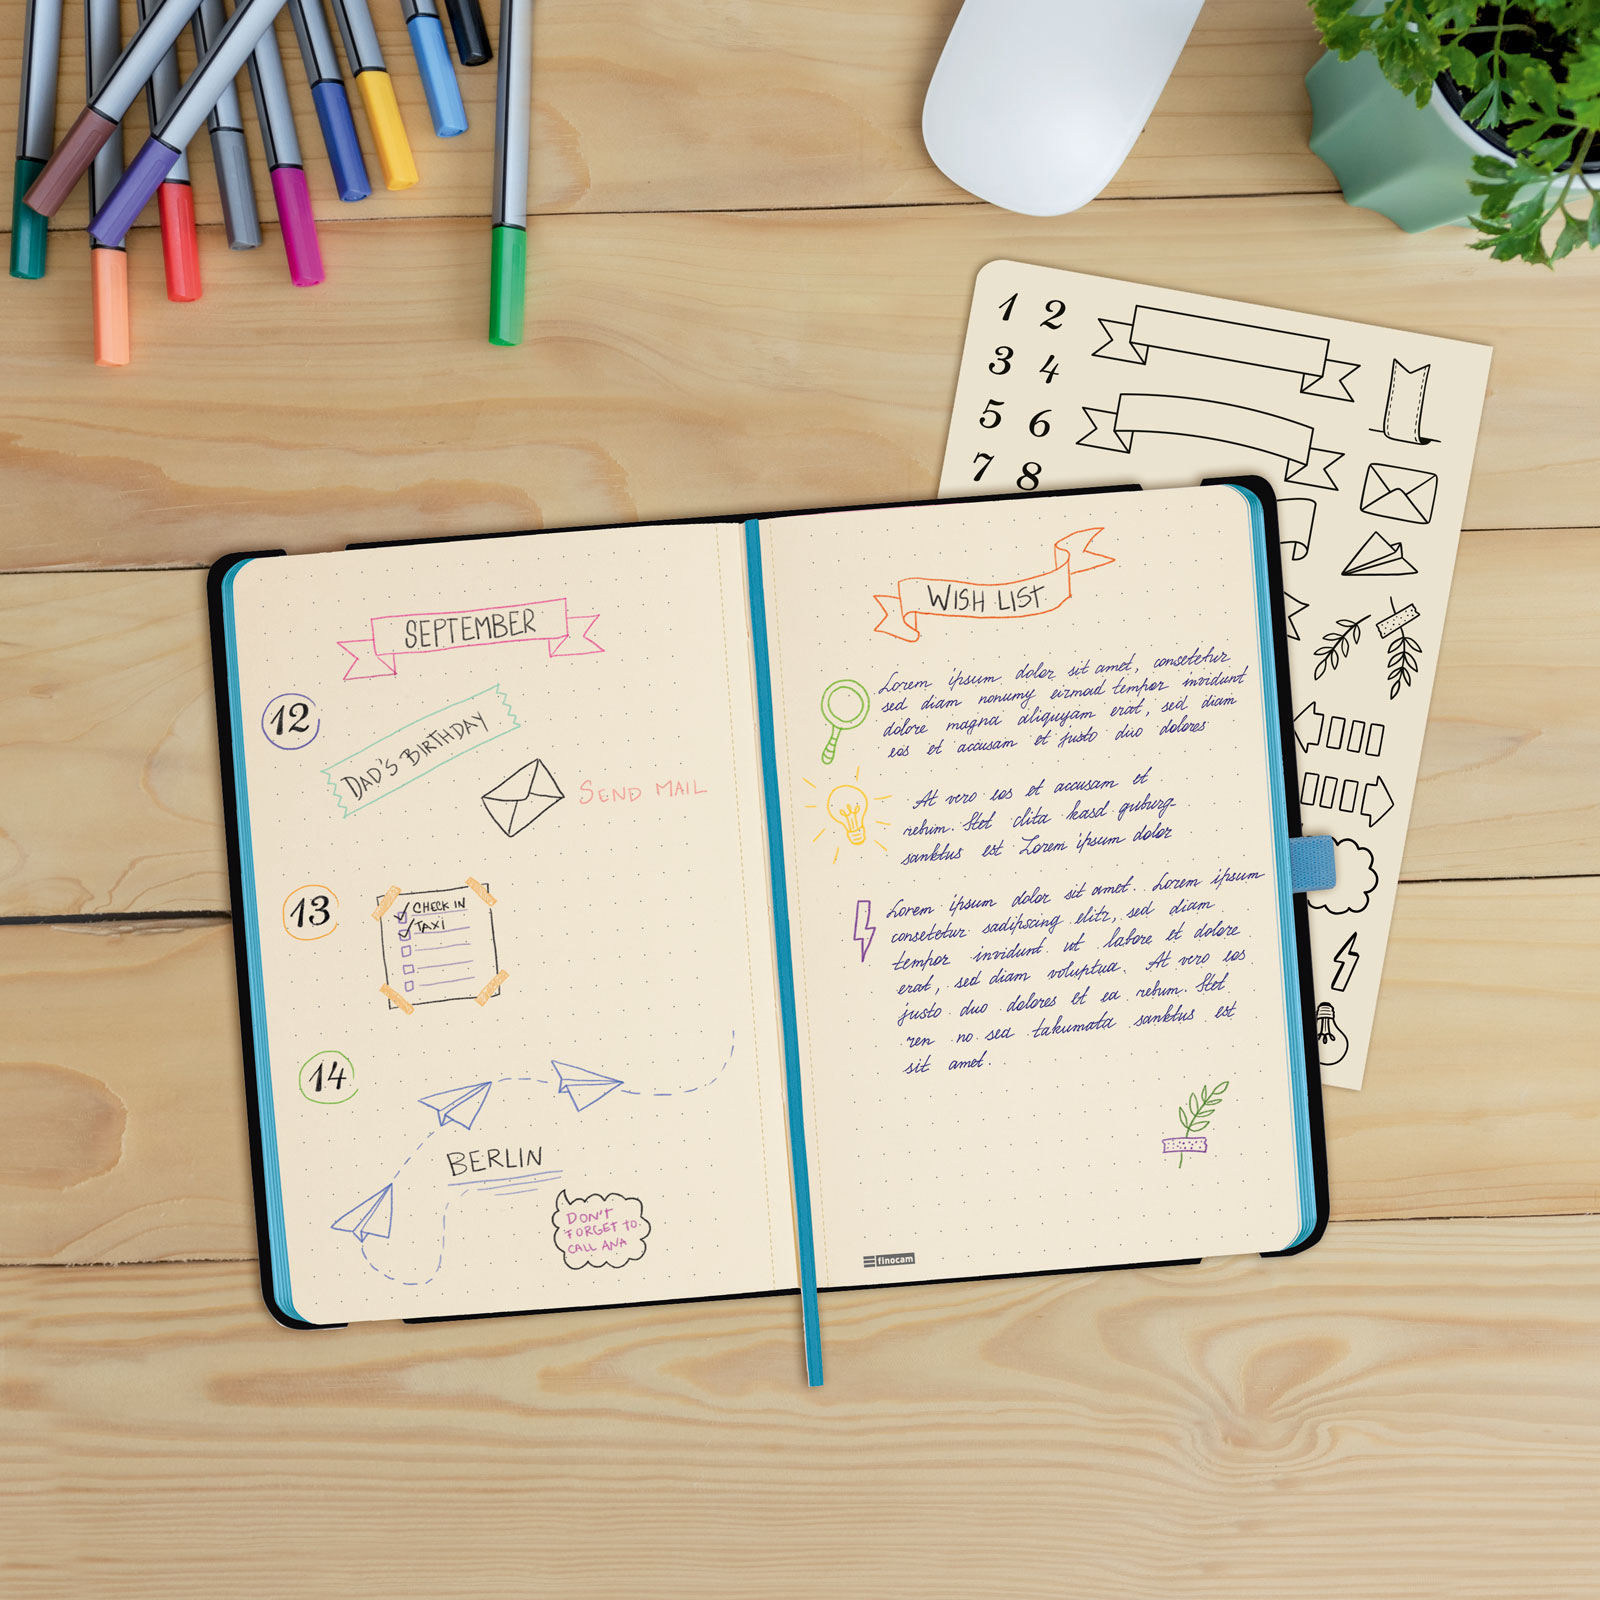 1 2
3 4
5 6
7 8
SEPTEMBER
12
DAD'S BIRTHDAY
SEND MAIL
13
CHECK IN
TAXI
14
BERLIN
DON'T
FORGET TO
CALL ANA
WISH LIST
Lorem ipsum dolor sit amet, consetetur
sed diam nonumy eirmod tempor invidunt
dolore magna aliquyam erat, sed diam
eos et accusam et justo duo dolores
At vero eos et accusam et
rebum. Stet clita kasd guburg-
sanktus est Lorem ipsum dolor
Lorem ipsum dolor sit amet. Lorem ipsum
consetetur sadipscing elitr, sed diam
tempor invidunt ut labore et dolore
erat, sed diam voluptua. At vero eos
justo duo dolores et ea rebum. Stet
ren no sea takumata sanktus est
sit amet.
finocam